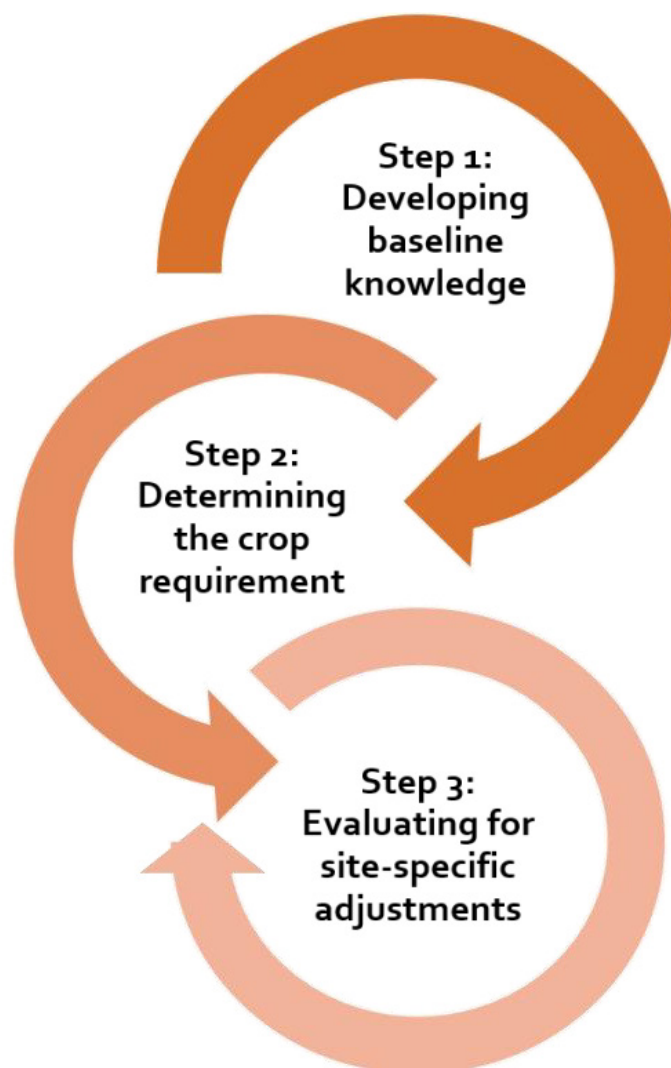 Step 1:
Developing
baseline
knowledge
Step 2:
Determining
the crop
requirement
Step 3:
Evaluating for
site-specific
adjustments